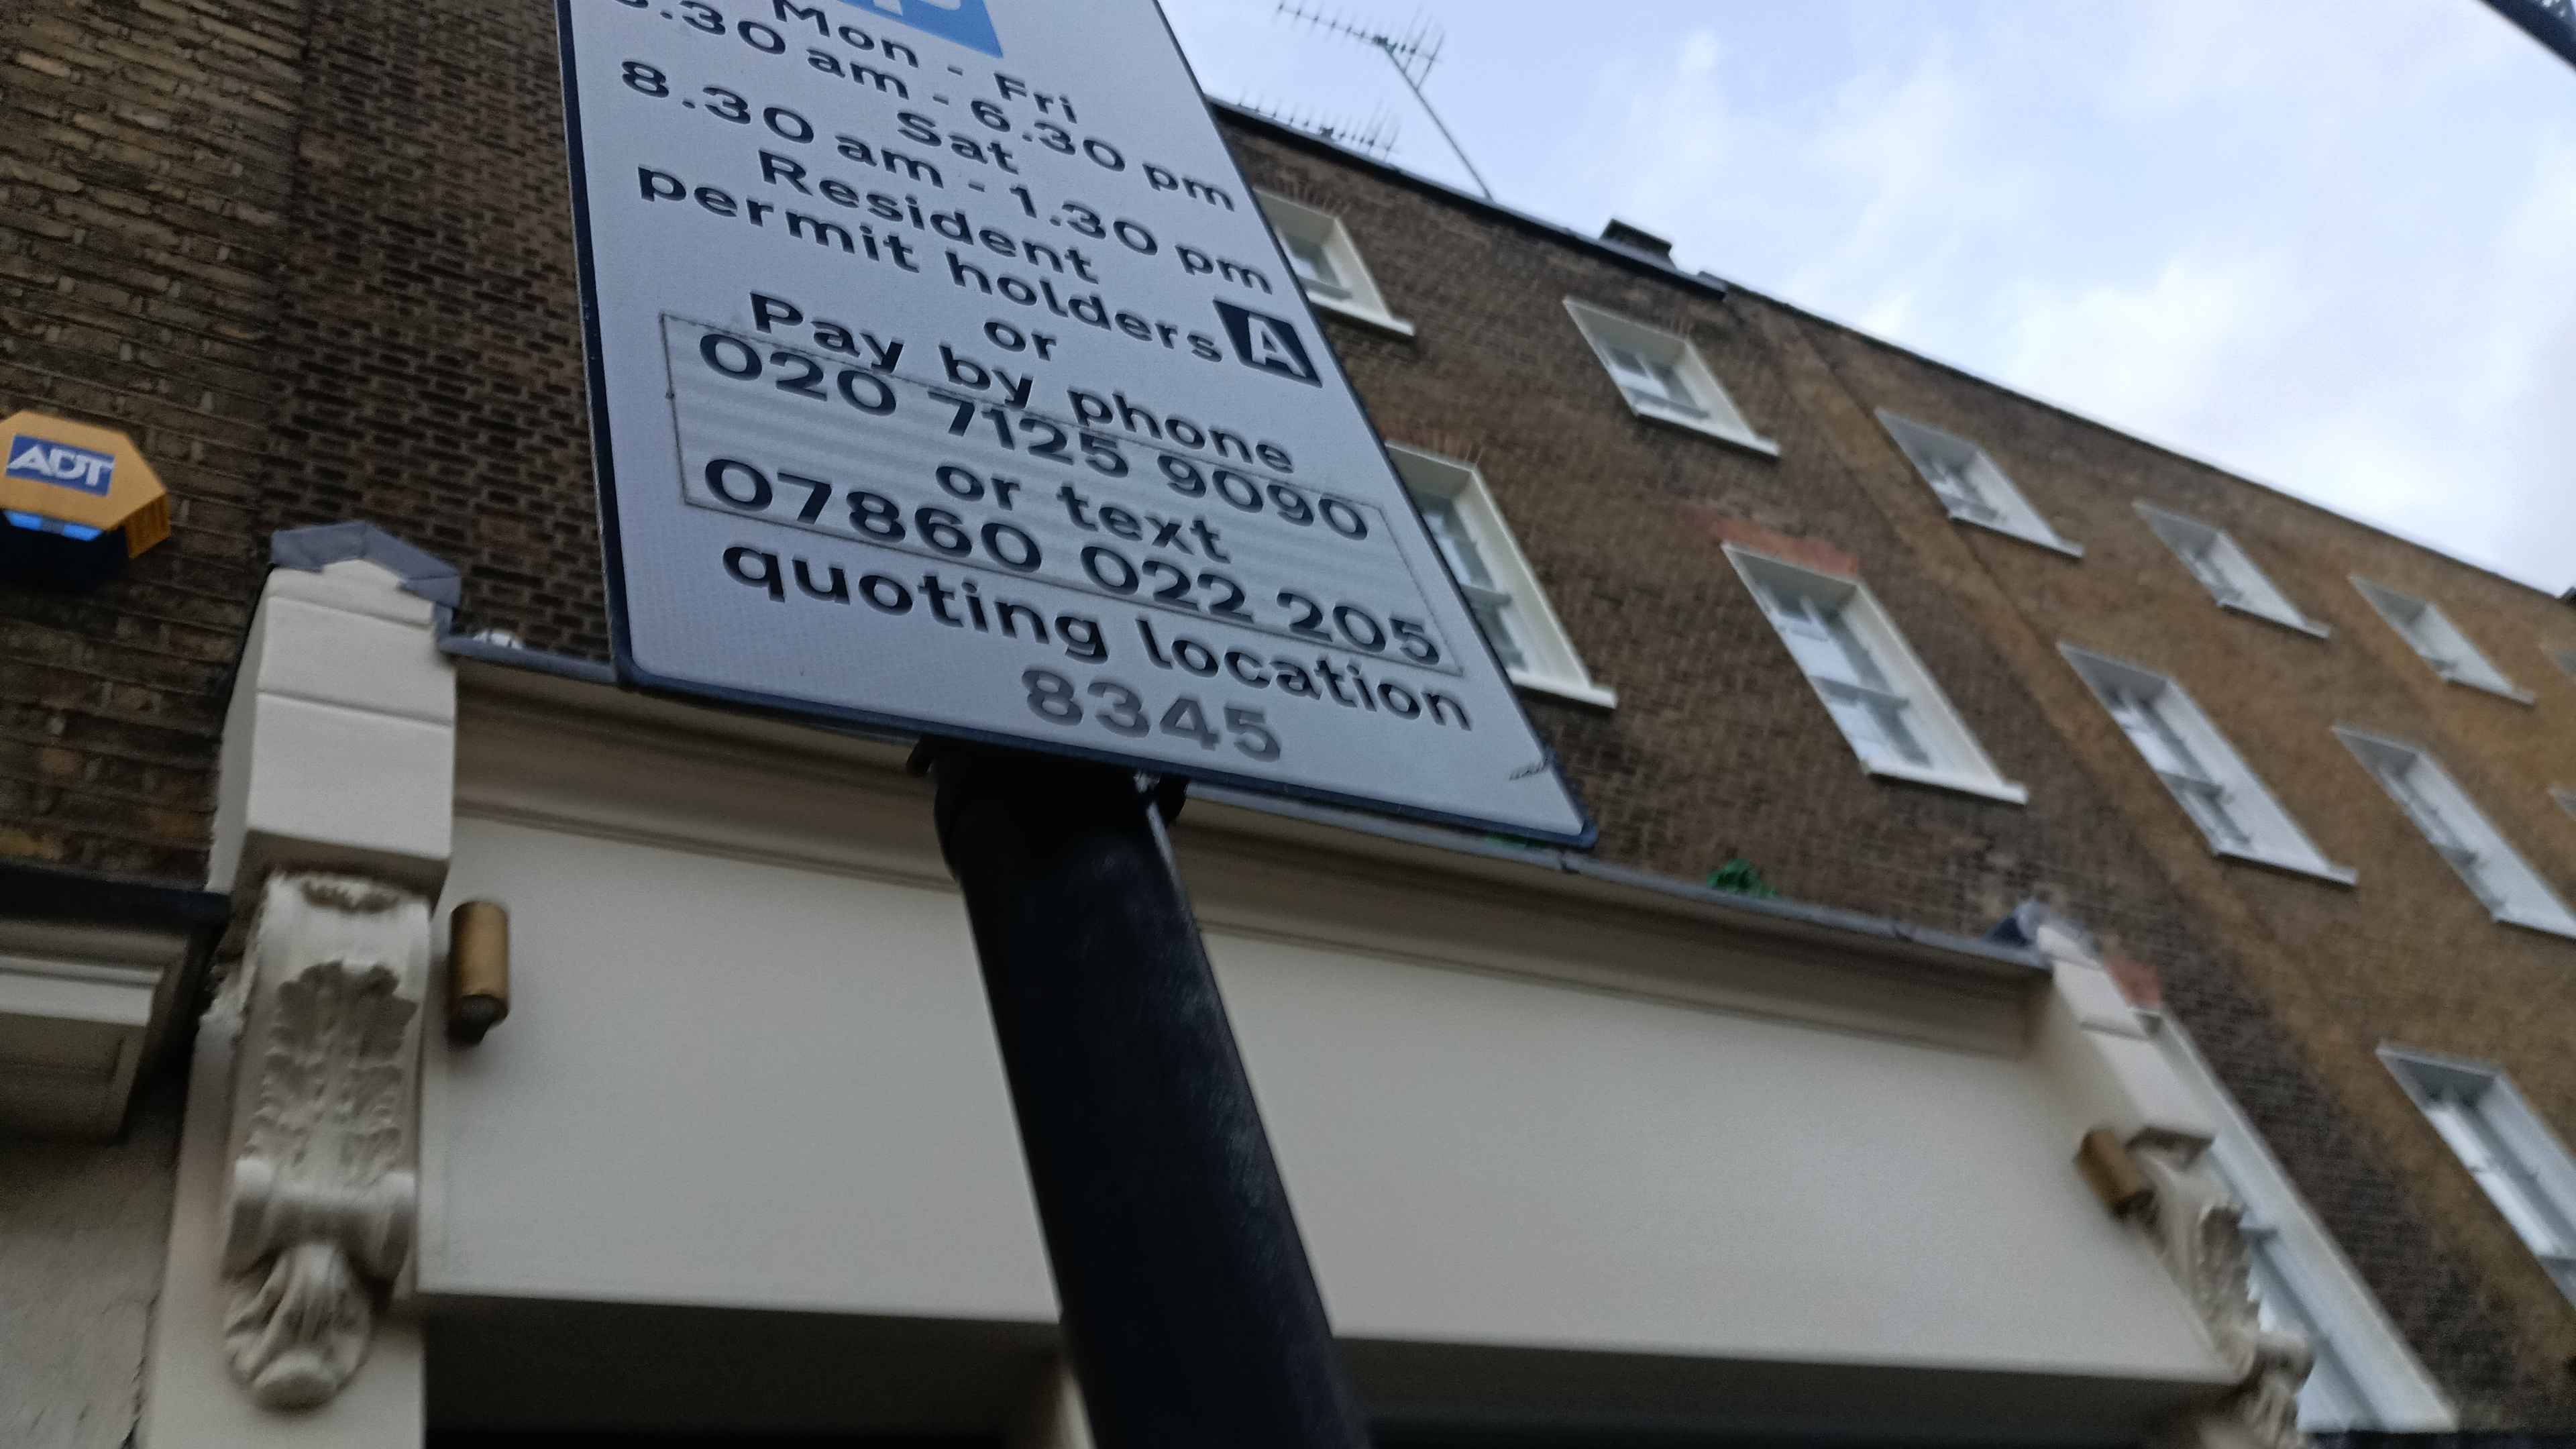 Mon - Fri
8.30 am - 6.30 pm
Sat
8.30 am - 1.30 pm
Resident
permit holders A
or
Pay by phone
020 7125 9090
or text
07860 022 205
quoting location
8345
ADT